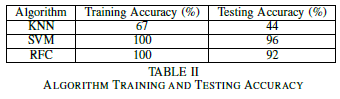 Algorithm Training Accuracy (%) Testing Accuracy (%)
KNN 67 44
SVM 100 96
RFC 100 92
TABLE II
ALGORITHM TRAINING AND TESTING ACCURACY